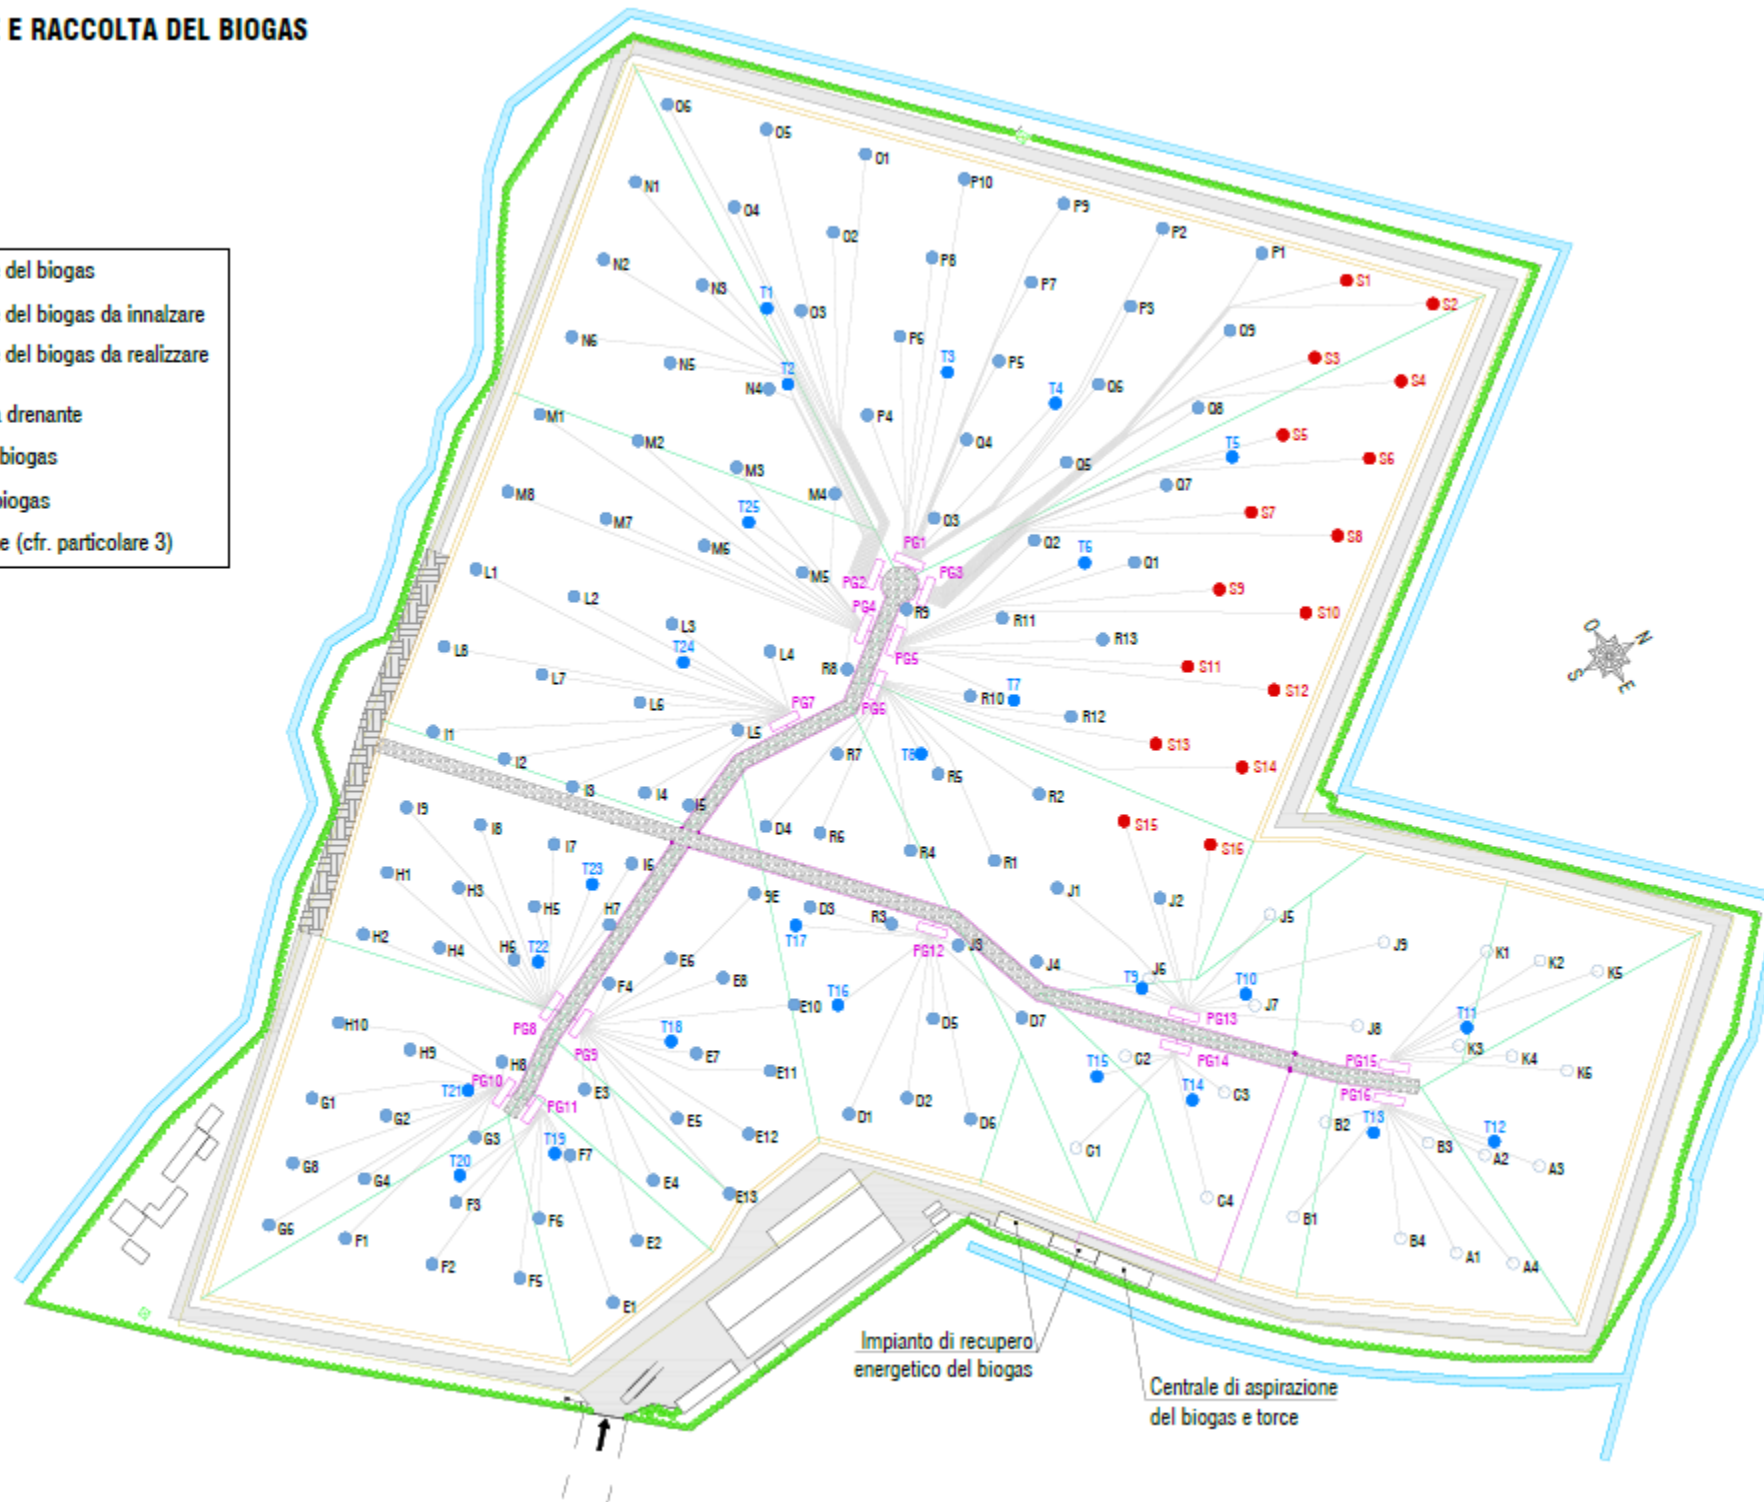 E RACCOLTA DEL BIOGAS
del biogas
del biogas da innalzare
del biogas da realizzare
drenante
biogas
biogas
e (cfr. particolare 3)
O6
O5
O1
P10
P9
P2
P1
S1
S2
N1
O4
O2
P8
P7
P3
Q9
S3
S4
N2
N3
T1
O3
P6
T3
P5
T4
Q6
Q8
T5
S5
S6
N6
N5
T2
N4
P4
Q4
Q5
Q7
S7
S8
M1
M2
M3
M4
Q3
Q2
T6
Q1
S9
S10
M8
M7
T25
M6
M5
PG1
PG2
PG3
PG4
R9
R11
R13
S11
S12
L1
L2
L3
T24
L4
R8
PG5
R10
T7
R12
S13
S14
L8
L7
L6
L5
PG7
PG6
R7
T8
R5
R2
S15
S16
I1
I2
I3
I4
I5
D4
R6
R4
R1
I9
I8
I7
T23
I6
J1
J2
J5
H1
H3
H5
H7
9E
D3
R3
T17
PG12
J3
J4
J9
K1
K2
K5
H2
H4
H6
T22
F4
E6
E8
E10
T16
D5
D7
T9
J6
T10
J7
J8
T11
H10
H9
H8
PG8
PG9
T18
E7
E11
PG13
PG14
C2
T15
T14
C3
PG15
K3
K4
K6
PG16
G1
G2
T21
PG10
PG11
E3
E5
E12
D1
D2
D6
C1
C4
B2
T13
B3
T12
A2
A3
G8
G4
G3
T20
T19
F7
E4
E13
G6
F1
F3
F6
E2
B1
B4
A1
A4
F2
F5
E1
O
N
S
E
Impianto di recupero
energetico del biogas
Centrale di aspirazione
del biogas e torce